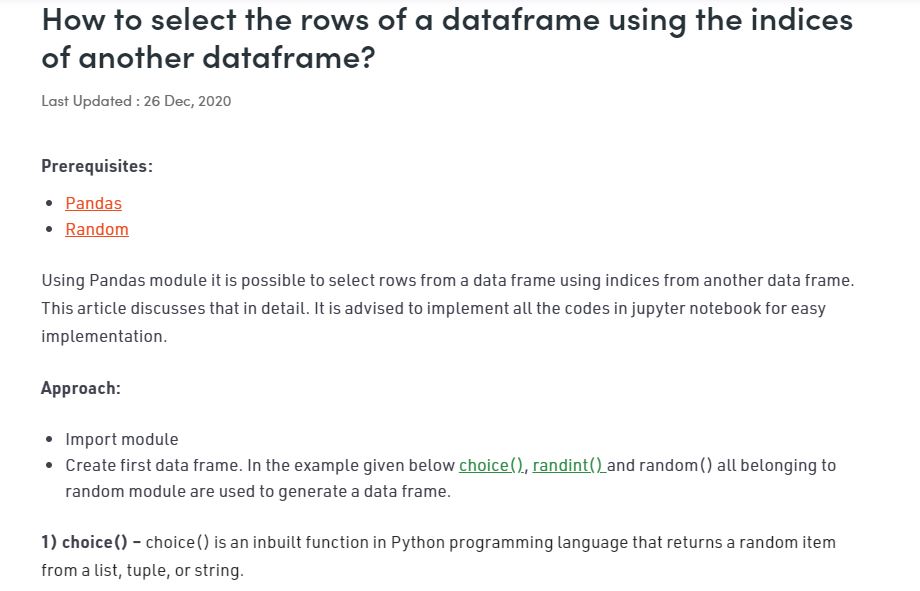 How to select the rows of a dataframe using the indices
of another dataframe?
Last Updated : 26 Dec, 2020
Prerequisites:
• Pandas
• Random
Using Pandas module it is possible to select rows from a data frame using indices from another data frame.
This article discusses that in detail. It is advised to implement all the codes in jupyter notebook for easy
implementation.
Approach:
• Import module
• Create first data frame. In the example given below choice(), randint() and random() all belonging to
random module are used to generate a data frame.
1) choice() – choice() is an inbuilt function in Python programming language that returns a random item
from a list, tuple, or string.